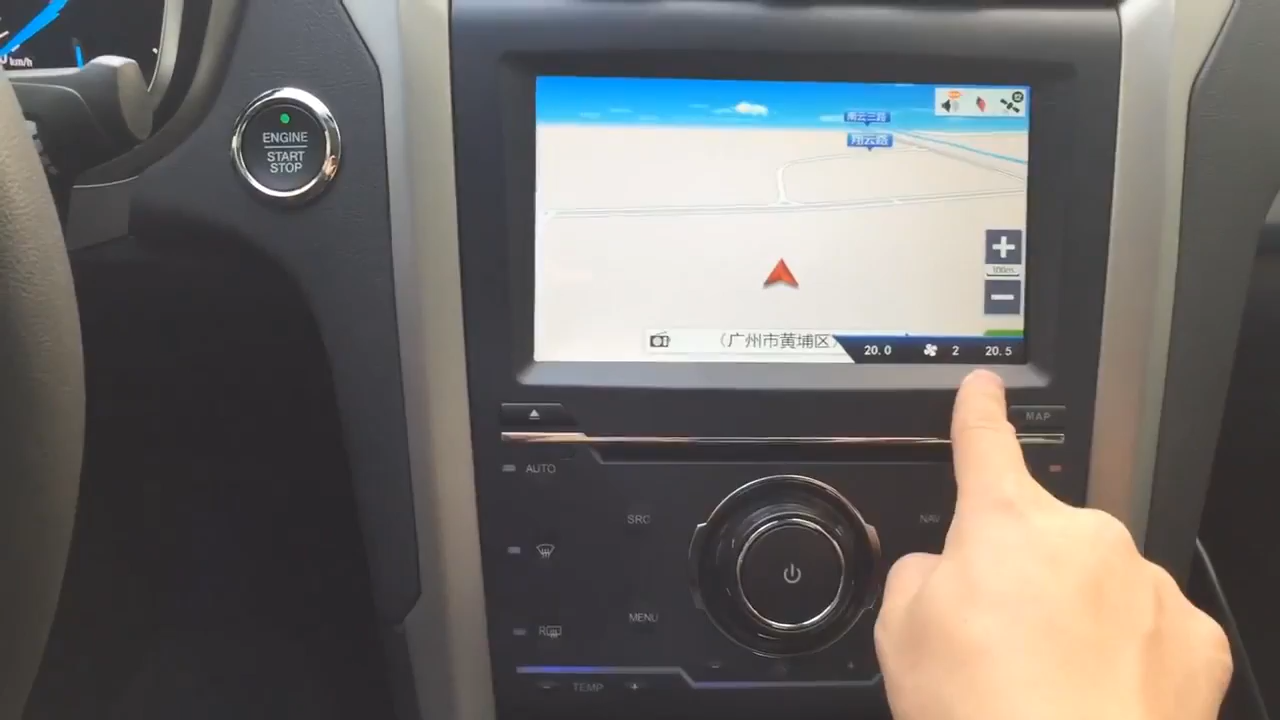 km/h
ENGINE
START
STOP
南云三路
翔云路
100m
（广州市黄埔区）
20.0 2 20.5
MAP
AUTO
SRC
NAV
MENU
R
- TEMP +
- +